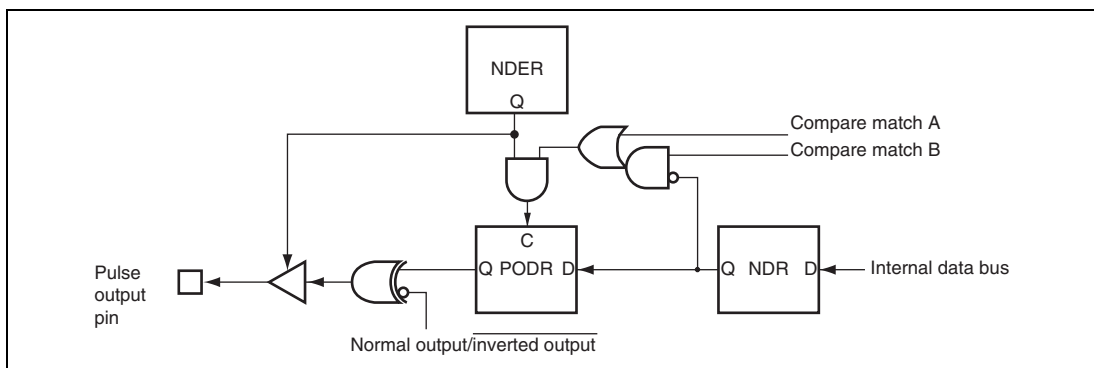 NDER
Q
Compare match A
Compare match B
C
Q PODR D
Q NDR D
Internal data bus
Pulse
output
pin
Normal output/inverted output